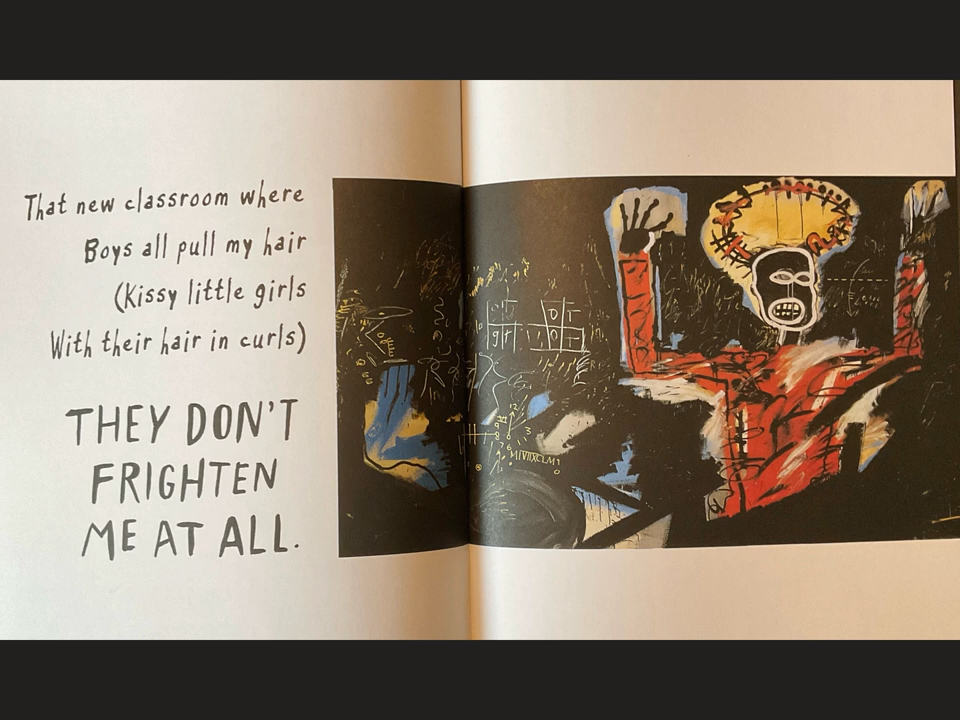 That new classroom where
Boys all pull my hair
(Kissy little girls
With their hair in curls)
THEY DON'T
FRIGHTEN
ME AT ALL.